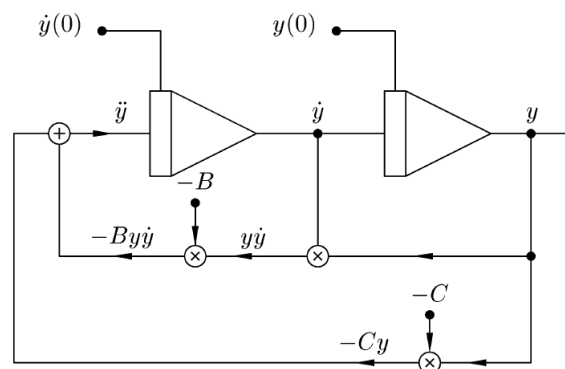 ẏ(0) y(0)
+ ÿ ẏ y
−B
−Byẏ × yẏ ×
−C
−Cy ×